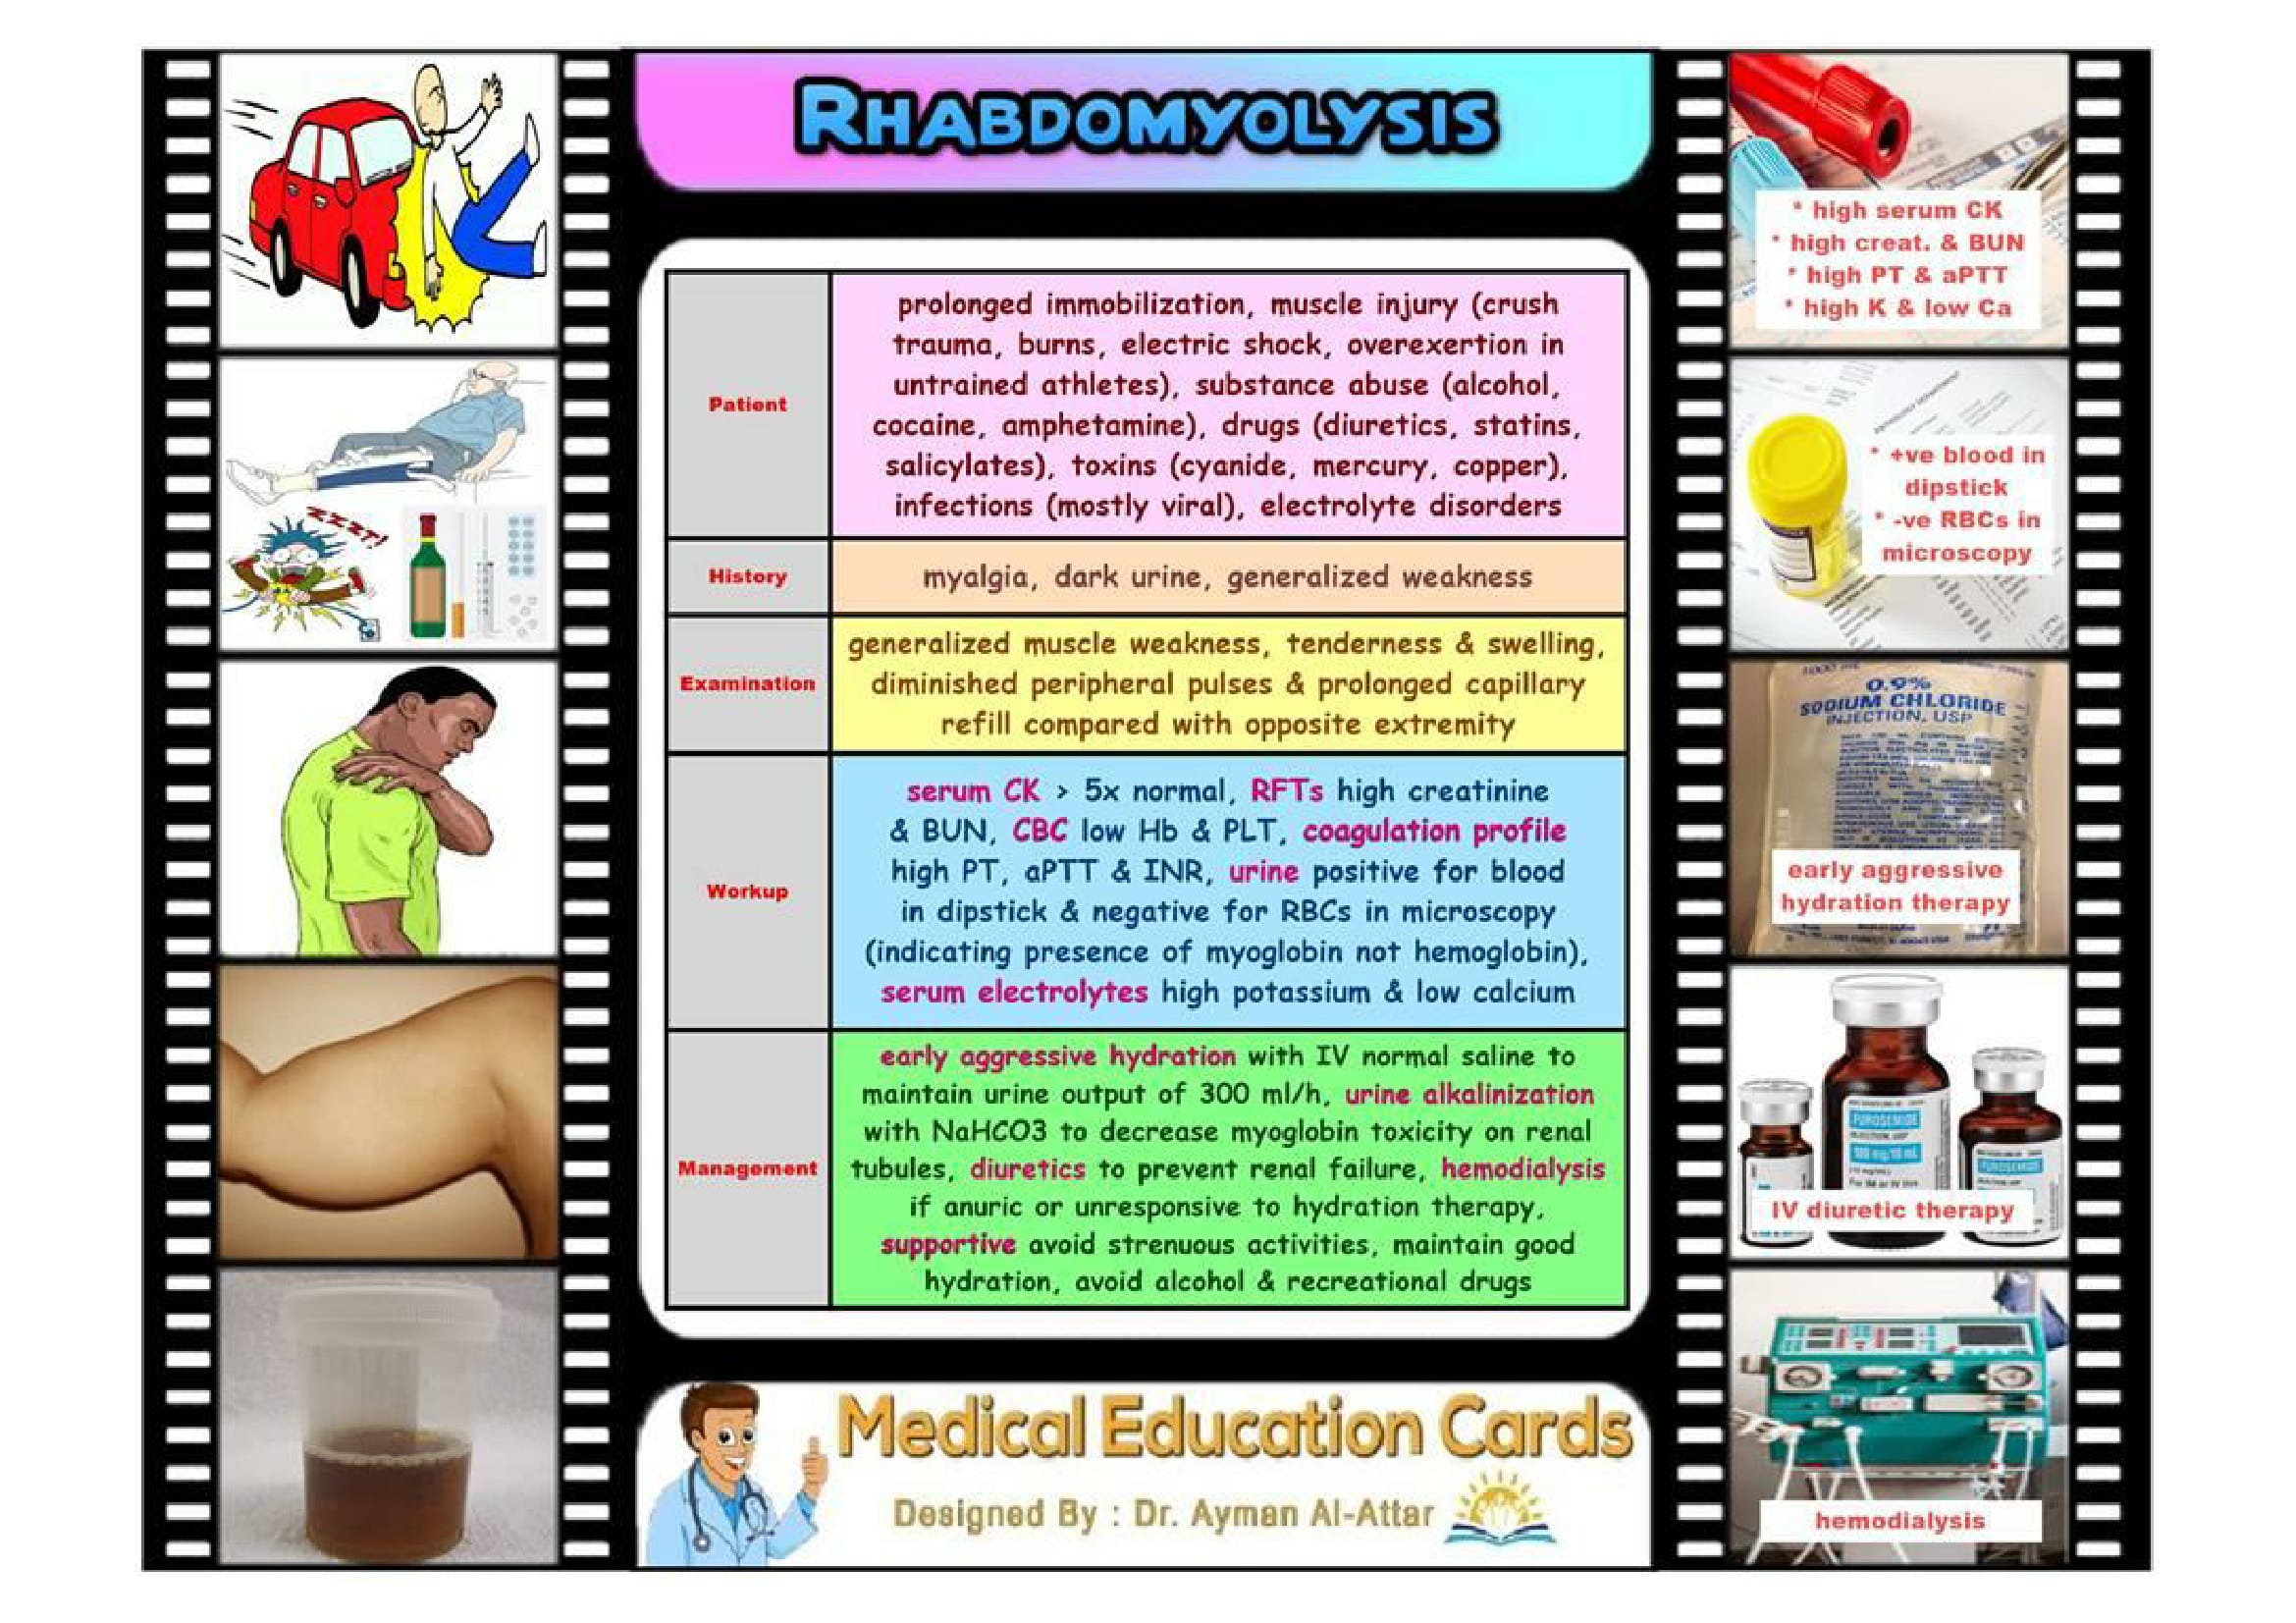 RHABDOMYOLYSIS
Patient
prolonged immobilization, muscle injury (crush
trauma, burns, electric shock, overexertion in
untrained athletes), substance abuse (alcohol,
cocaine, amphetamine), drugs (diuretics, statins,
salicylates), toxins (cyanide, mercury, copper),
infections (mostly viral), electrolyte disorders
History
myalgia, dark urine, generalized weakness
Examination
generalized muscle weakness, tenderness & swelling,
diminished peripheral pulses & prolonged capillary
refill compared with opposite extremity
Workup
serum CK > 5x normal, RFTs high creatinine
& BUN, CBC low Hb & PLT, coagulation profile
high PT, aPTT & INR, urine positive for blood
in dipstick & negative for RBCs in microscopy
(indicating presence of myoglobin not hemoglobin),
serum electrolytes high potassium & low calcium
Management
early aggressive hydration with IV normal saline to
maintain urine output of 300 ml/h, urine alkalinization
with NaHCO3 to decrease myoglobin toxicity on renal
tubules, diuretics to prevent renal failure, hemodialysis
if anuric or unresponsive to hydration therapy,
supportive avoid strenuous activities, maintain good
hydration, avoid alcohol & recreational drugs
Medical Education Cards
Designed By : Dr. Ayman Al-Attar
ZZZT!
* high serum CK
* high creat. & BUN
* high PT & aPTT
* high K & low Ca
* +ve blood in
dipstick
* -ve RBCs in
microscopy
0.9%
SODIUM CHLORIDE
INJECTION, USP
early aggressive
hydration therapy
FUROSEMIDE
INJECTION, USP
100 mg/10 mL
FUROSEMIDE
IV diuretic therapy
hemodialysis